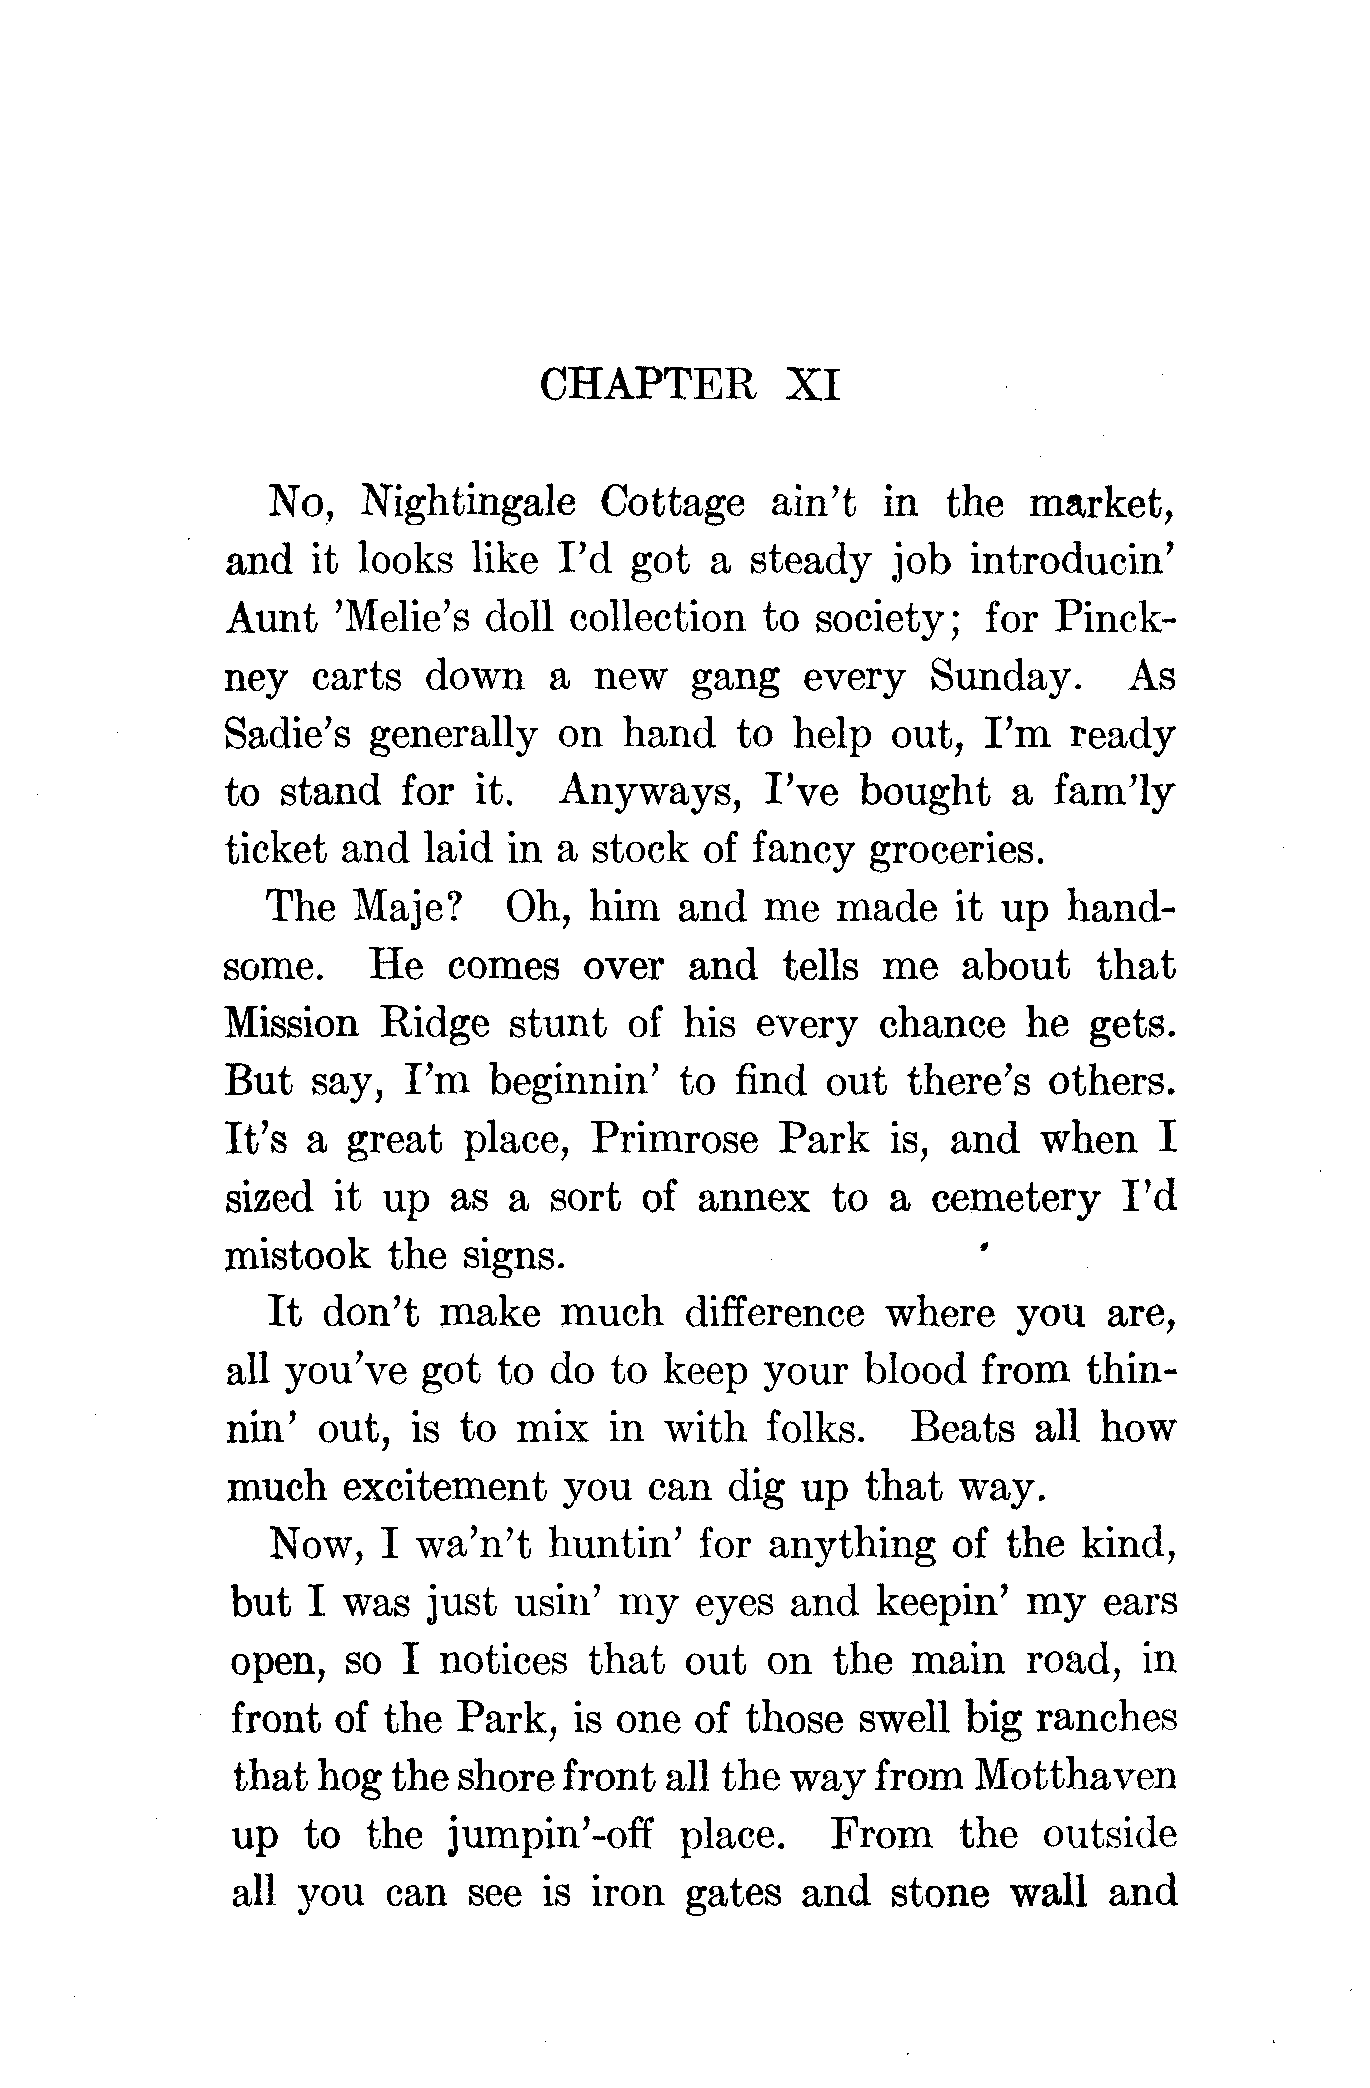 CHAPTER XI
No, Nightingale Cottage ain't in the market,
and it looks like I'd got a steady job introducin'
Aunt 'Melie's doll collection to society; for Pinck-
ney carts down a new gang every Sunday. As
Sadie's generally on hand to help out, I'm ready
to stand for it. Anyways, I've bought a fam'ly
ticket and laid in a stock of fancy groceries.
The Maje? Oh, him and me made it up hand-
some. He comes over and tells me about that
Mission Ridge stunt of his every chance he gets.
But say, I'm beginnin' to find out there's others.
It's a great place, Primrose Park is, and when I
sized it up as a sort of annex to a cemetery I'd
mistook the signs.
It don't make much difference where you are,
all you've got to do to keep your blood from thin-
nin' out, is to mix in with folks. Beats all how
much excitement you can dig up that way.
Now, I wa'n't huntin' for anything of the kind,
but I was just usin' my eyes and keepin' my ears
open, so I notices that out on the main road, in
front of the Park, is one of those swell big ranches
that hog the shore front all the way from Motthaven
up to the jumpin'-off place. From the outside
all you can see is iron gates and stone wall and